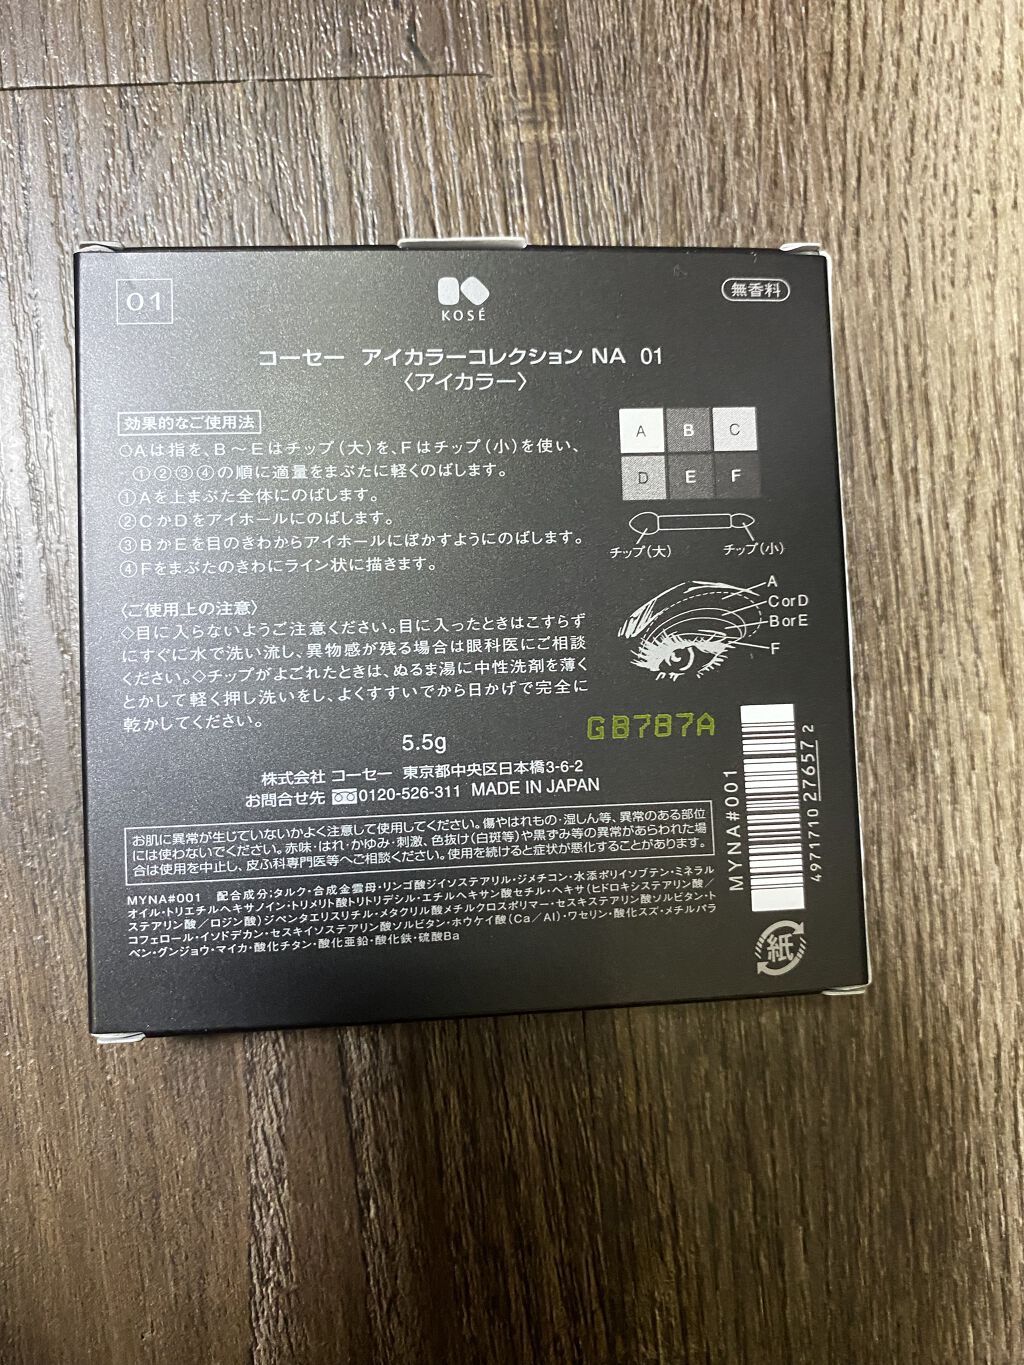 01
KOSÉ
無香料
コーセー アイカラーコレクション NA 01
〈アイカラー〉
効果的なご使用法
◇Aは指を、B～Eはチップ(大)を、Fはチップ(小)を使い、
①②③④の順に適量をまぶたに軽くのばします。
①Aを上まぶた全体にのばします。
②CかDをアイホールにのばします。
③BかEを目のきわからアイホールにぼかすようにのばします。
④Fをまぶたのきわにライン状に描きます。
A B C
D E F
チップ(大) チップ(小)
A
CorD
BorE
F
〈ご使用上の注意〉
◇目に入らないようご注意ください。目に入ったときはこすらず
にすぐに水で洗い流し、異物感が残る場合は眼科医にご相談
ください。◇チップがよごれたときは、ぬるま湯に中性洗剤を薄く
とかして軽く押し洗いをし、よくすすいでから日かげで完全に
乾かしてください。
5.5g
GB787A
株式会社 コーセー 東京都中央区日本橋3-6-2
お問合せ先 0120-526-311 MADE IN JAPAN
お肌に異常が生じていないかよく注意して使用してください。傷やはれもの・湿しん等、異常のある部位
には使わないでください。赤味・はれ・かゆみ・刺激、色抜け(白斑等)や黒ずみ等の異常があらわれた場
合は使用を中止し、皮ふ科専門医等へご相談ください。使用を続けると症状が悪化することがあります。
MYNA#001 配合成分:タルク・合成金雲母・リンゴ酸ジイソステアリル・ジメチコン・水添ポリイソブテン・ミネラル
オイル・トリエチルヘキサノイン・トリメリト酸トリトリデシル・エチルヘキサン酸セチル・ヘキサ(ヒドロキシステアリン酸/
ステアリン酸/ロジン酸)ジペンタエリスリチル・メタクリル酸メチルクロスポリマー・セスキステアリン酸ソルビタン・ト
コフェロール・イソドデカン・セスキイソステアリン酸ソルビタン・ホウケイ酸(Ca/Al)・ワセリン・酸化スズ・メチルパラ
ベン・グンジョウ・マイカ・酸化チタン・酸化亜鉛・酸化鉄・硫酸Ba
MYNA#001
4971710276572
紙